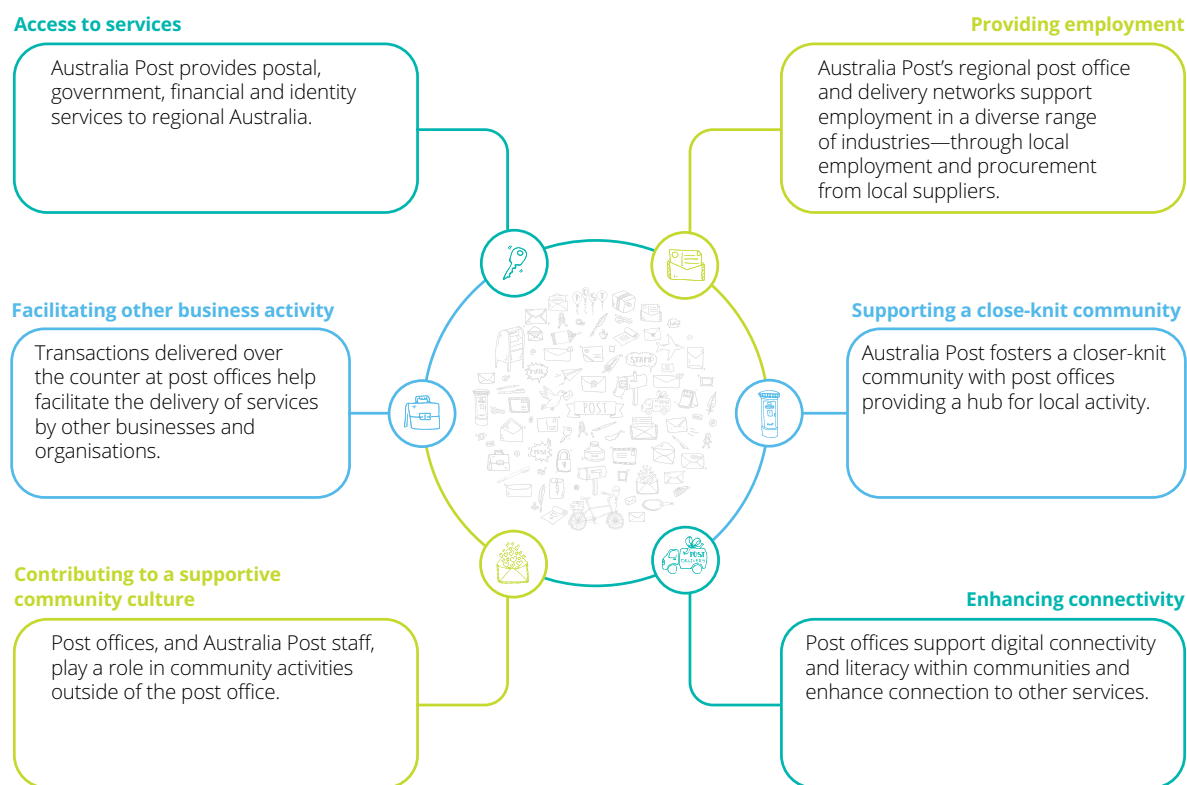 Access to services
Australia Post provides postal,
government, financial and identity
services to regional Australia.
Providing employment
Australia Post’s regional post office
and delivery networks support
employment in a diverse range
of industries—through local
employment and procurement
from local suppliers.
Facilitating other business activity
Transactions delivered over
the counter at post offices help
facilitate the delivery of services
by other businesses and
organisations.
Supporting a close-knit community
Australia Post fosters a closer-knit
community with post offices
providing a hub for local activity.
STAMP
POST
Contributing to a supportive
community culture
Post offices, and Australia Post staff,
play a role in community activities
outside of the post office.
POST
DELIVERY
Enhancing connectivity
Post offices support digital connectivity
and literacy within communities and
enhance connection to other services.